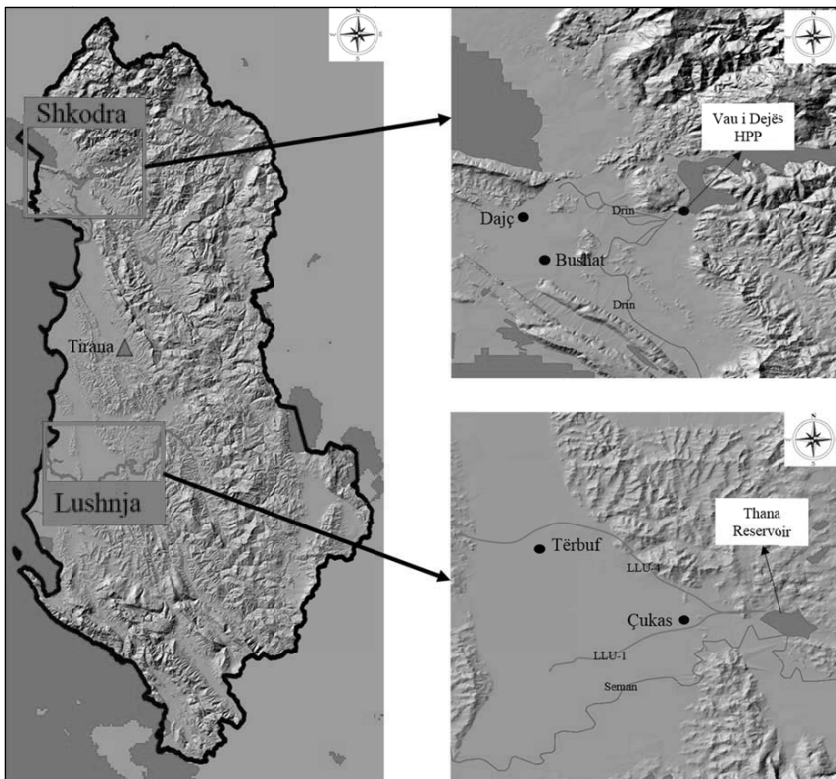 Shkodra
Tirana
Lushnja
Vau i Dejës
HPP
Drin
Dajç
Bushat
Drin
Thana
Reservoir
Tërbuf
LLU-4
Çukas
LLU-1
Seman